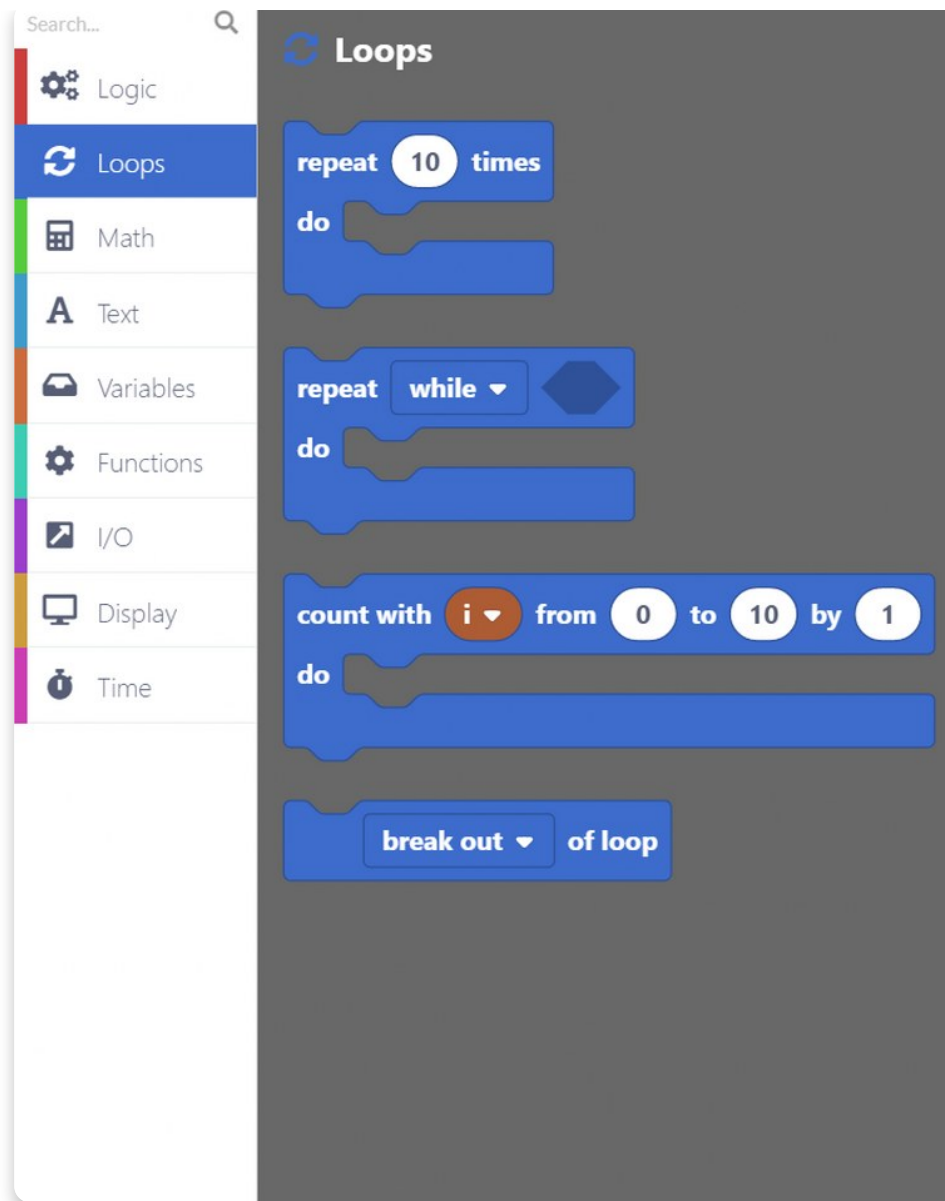 Search...
Logic
Loops
Math
Text
Variables
Functions
I/O
Display
Time
Loops
repeat 10 times
do
repeat while
do
count with i from 0 to 10 by 1
do
break out of loop